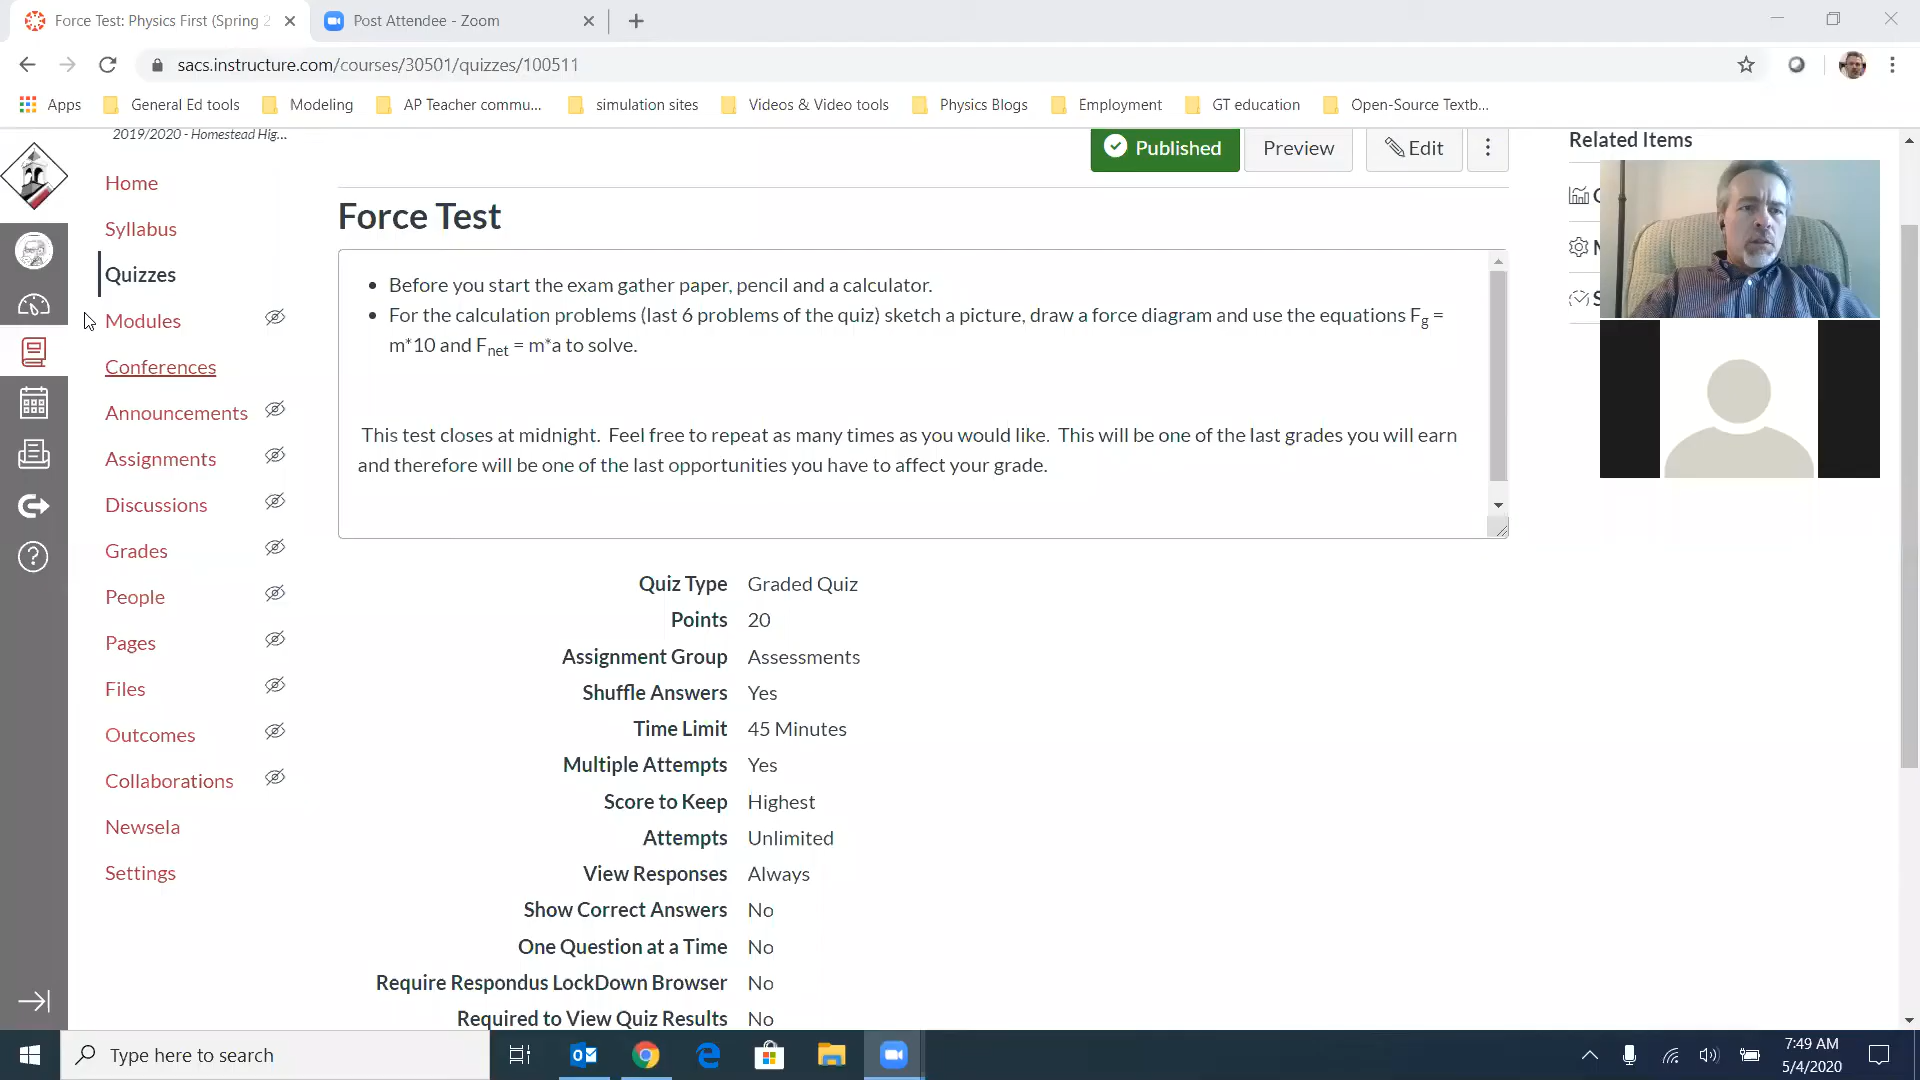 Force Test: Physics First (Spring 2
Post Attendee - Zoom
sacs.instructure.com/courses/30501/quizzes/100511
Apps
General Ed tools
Modeling
AP Teacher commu...
simulation sites
Videos & Video tools
Physics Blogs
Employment
GT education
Open-Source Textb...
2019/2020 - Homestead Hig...
Home
Syllabus
Quizzes
Modules
Conferences
Announcements
Assignments
Discussions
Grades
People
Pages
Files
Outcomes
Collaborations
Newsela
Settings
Published
Preview
Edit
Related Items
Force Test
Before you start the exam gather paper, pencil and a calculator.
For the calculation problems (last 6 problems of the quiz) sketch a picture, draw a force diagram and use the equations Fg =
m*10 and Fnet = m*a to solve.
This test closes at midnight.  Feel free to repeat as many times as you would like.  This will be one of the last grades you will earn
and therefore will be one of the last opportunities you have to affect your grade.
Quiz Type Graded Quiz
Points 20
Assignment Group Assessments
Shuffle Answers Yes
Time Limit 45 Minutes
Multiple Attempts Yes
Score to Keep Highest
Attempts Unlimited
View Responses Always
Show Correct Answers No
One Question at a Time No
Require Respondus LockDown Browser No
Required to View Quiz Results No
Type here to search
7:49 AM
5/4/2020